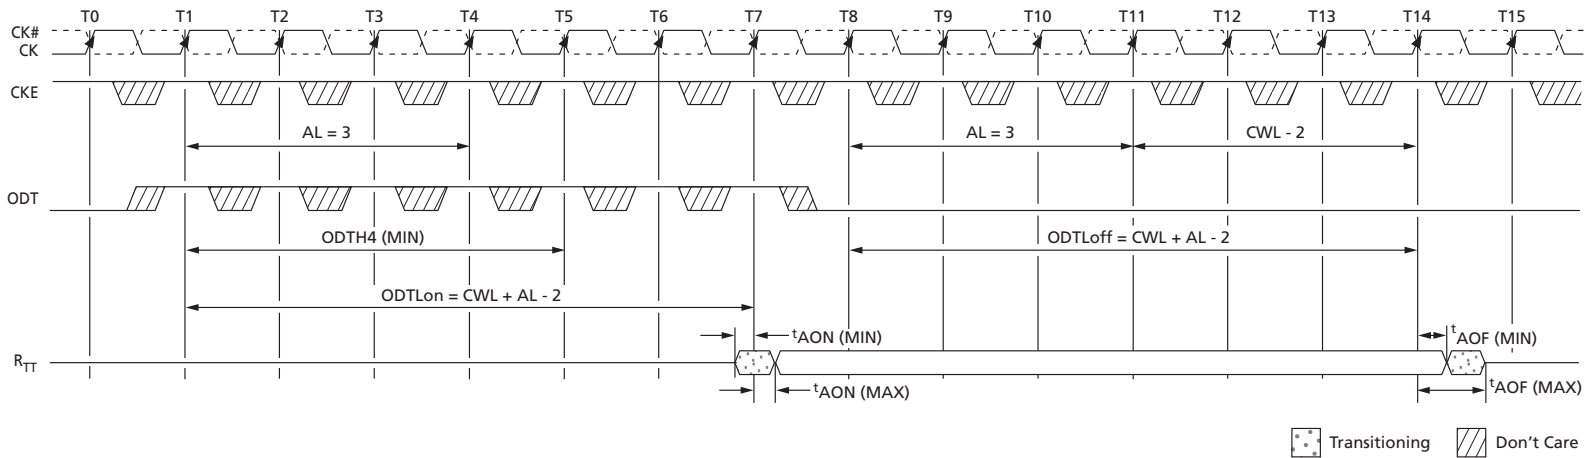 T0 T1 T2 T3 T4 T5 T6 T7 T8 T9 T10 T11 T12 T13 T14 T15
CK#
CK
CKE
AL = 3 AL = 3 CWL - 2
ODT
ODTH4 (MIN) ODTLoff = CWL + AL - 2
ODTLon = CWL + AL - 2
tAON (MIN) tAOF (MIN)
RTT
tAON (MAX) tAOF (MAX)
Transitioning Don't Care